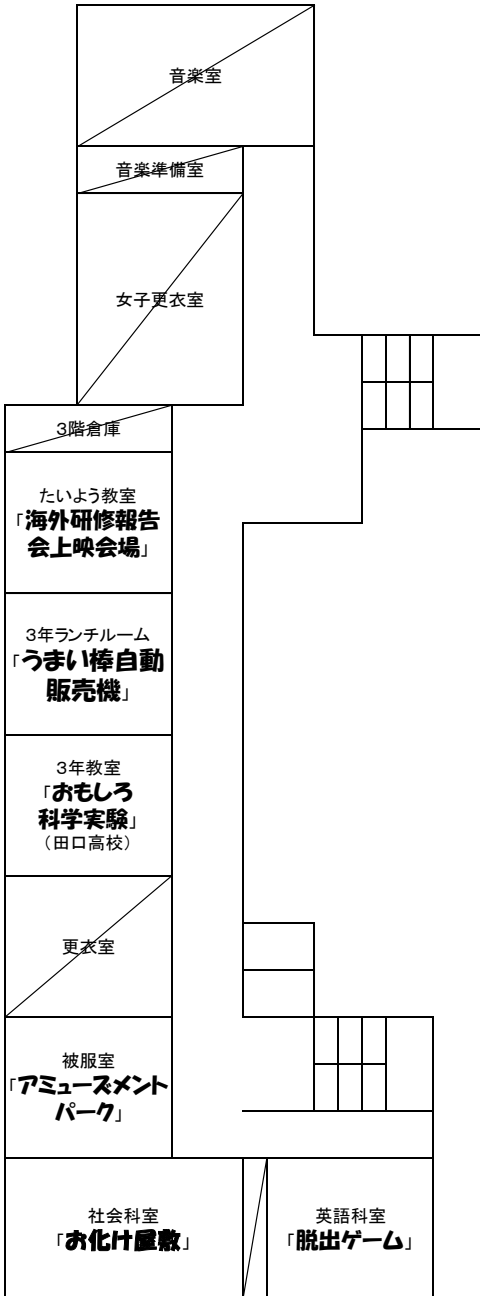 音楽室
音楽準備室
女子更衣室
3階倉庫
たいよう教室
「海外研修報告
会上映会場」
3年ランチルーム
「うまい棒自動
販売機」
3年教室
「おもしろ
科学実験」
（田口高校）
更衣室
被服室
「アミューズメント
パーク」
社会科室
「お化け屋敷」
英語科室
「脱出ゲーム」